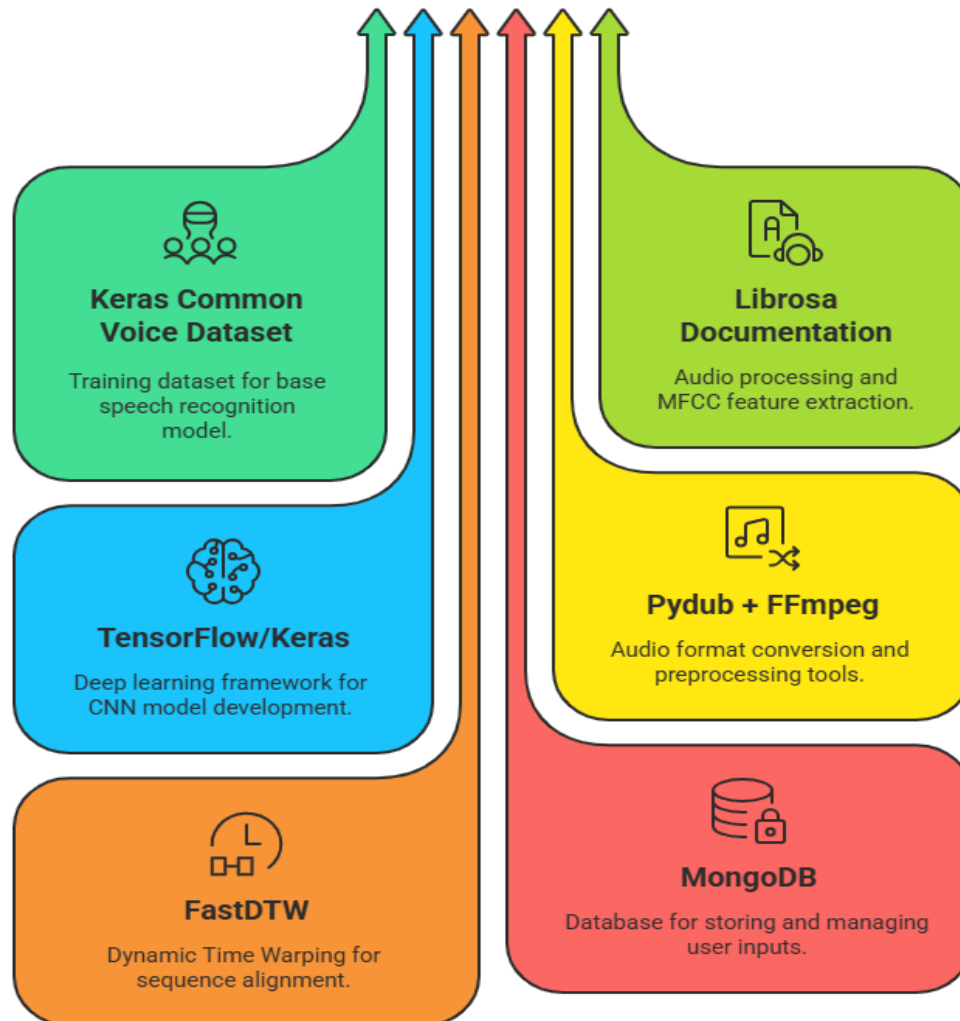 Keras Common
Voice Dataset
Training dataset for base
speech recognition
model.
TensorFlow/Keras
Deep learning framework for
CNN model development.
FastDTW
Dynamic Time Warping for
sequence alignment.
Librosa
Documentation
Audio processing and
MFCC feature extraction.
Pydub + FFmpeg
Audio format conversion and
preprocessing tools.
MongoDB
Database for storing and managing
user inputs.